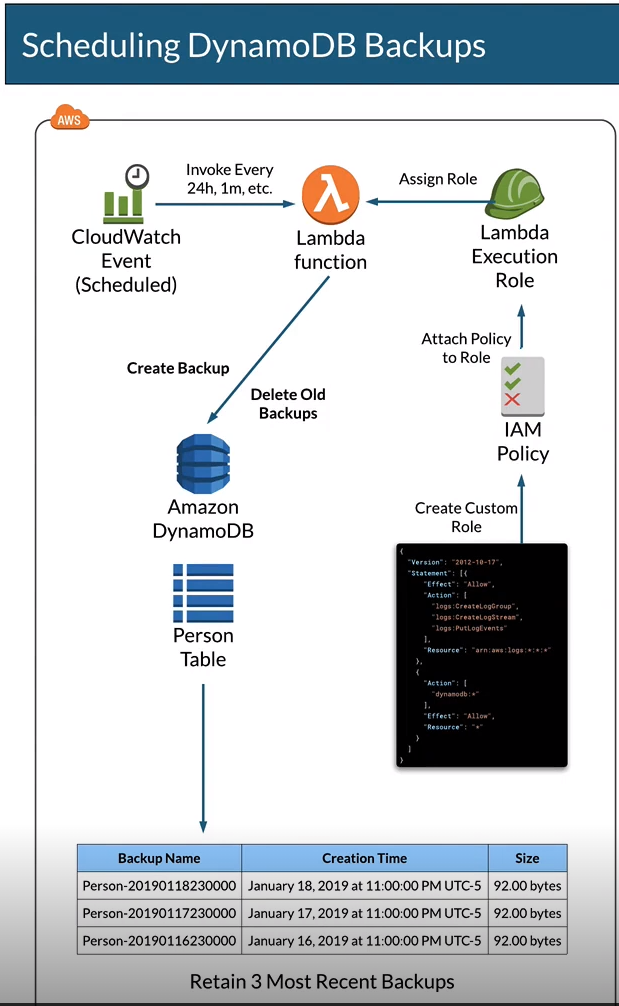 Scheduling DynamoDB Backups
AWS
Invoke Every
24h, 1m, etc.
Assign Role
CloudWatch
Event
(Scheduled)
Lambda
function
Lambda
Execution
Role
Create Backup
Delete Old
Backups
Attach Policy
to Role
IAM
Policy
Amazon
DynamoDB
Create Custom
Role
Person
Table
{
"Version": "2012-10-17",
"Statement": [{
"Effect": "Allow",
"Action": [
"logs:CreateLogGroup",
"logs:CreateLogStream",
"logs:PutLogEvents"
],
"Resource": "arn:aws:logs:*:*:*"
},
{
"Action": [
"dynamodb:*"
],
"Effect": "Allow",
"Resource": "*"
}
]
}
Backup Name Creation Time Size
Person-20190118230000 January 18, 2019 at 11:00:00 PM UTC-5 92.00 bytes
Person-20190117230000 January 17, 2019 at 11:00:00 PM UTC-5 92.00 bytes
Person-20190116230000 January 16, 2019 at 11:00:00 PM UTC-5 92.00 bytes
Retain 3 Most Recent Backups